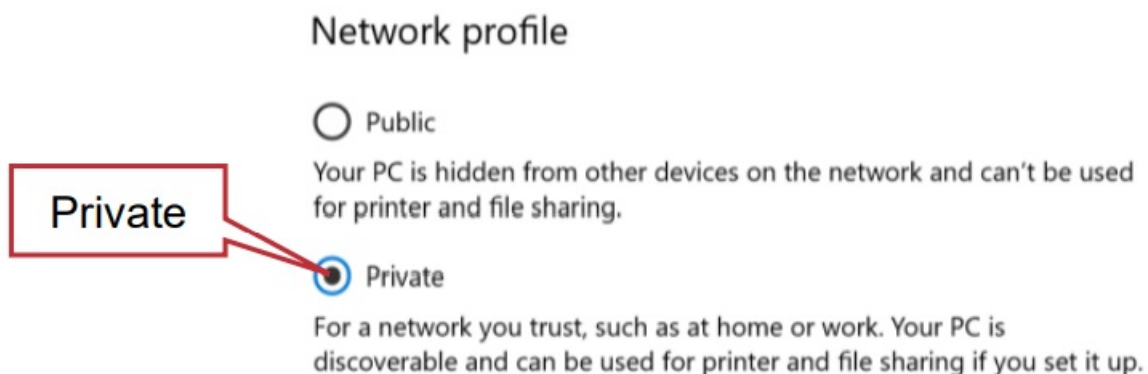 Network profile
Public
Your PC is hidden from other devices on the network and can't be used
for printer and file sharing.
Private
Private
For a network you trust, such as at home or work. Your PC is
discoverable and can be used for printer and file sharing if you set it up.